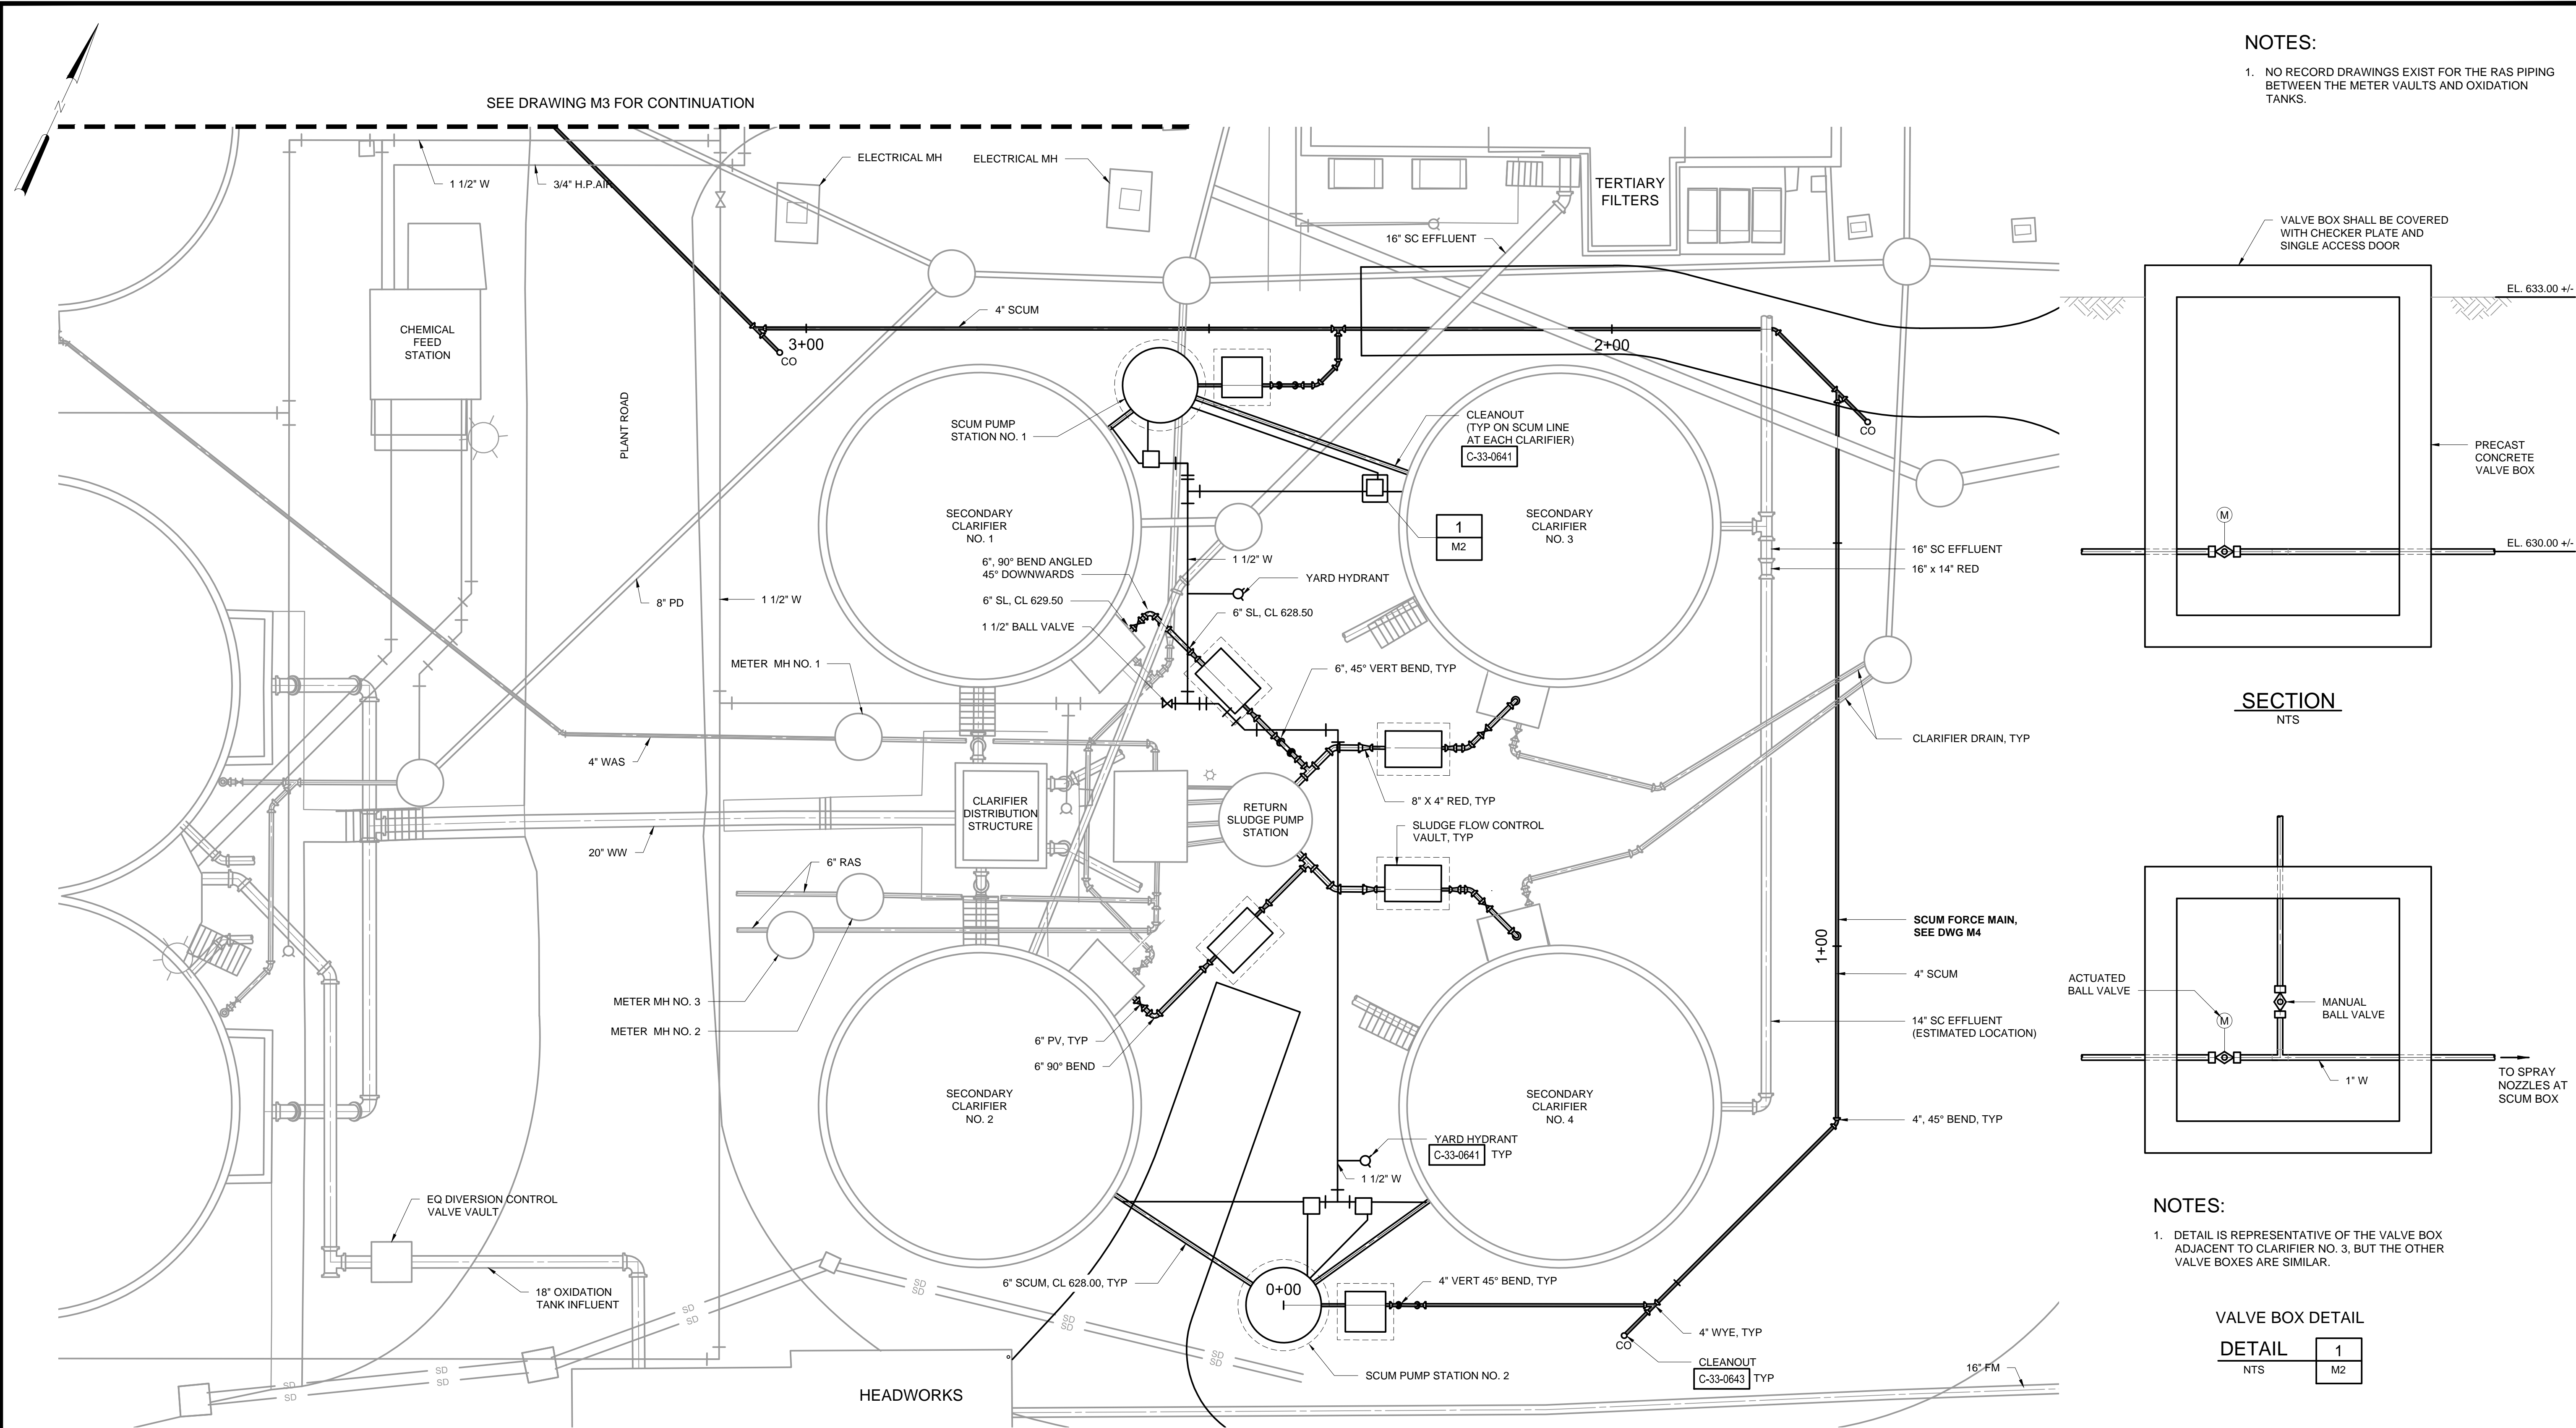 N
SEE DRAWING M3 FOR CONTINUATION
1 1/2" W
3/4" H.P.AIR
ELECTRICAL MH
ELECTRICAL MH
TERTIARY
FILTERS
16" SC EFFLUENT
4" SCUM
3+00
CO
2+00
CO
CHEMICAL
FEED
STATION
PLANT ROAD
SCUM PUMP
STATION NO. 1
CLEANOUT
(TYP ON SCUM LINE
AT EACH CLARIFIER)
C-33-0641
SECONDARY
CLARIFIER
NO. 1
SECONDARY
CLARIFIER
NO. 3
1
M2
6", 90° BEND ANGLED
45° DOWNWARDS
6" SL, CL 629.50
1 1/2" BALL VALVE
1 1/2" W
YARD HYDRANT
6" SL, CL 628.50
16" SC EFFLUENT
16" x 14" RED
8" PD
1 1/2" W
METER MH NO. 1
6", 45° VERT BEND, TYP
CLARIFIER DRAIN, TYP
4" WAS
8" X 4" RED, TYP
CLARIFIER
DISTRIBUTION
STRUCTURE
RETURN
SLUDGE PUMP
STATION
SLUDGE FLOW CONTROL
VAULT, TYP
20" WW
6" RAS
SCUM FORCE MAIN,
SEE DWG M4
1+00
4" SCUM
METER MH NO. 3
METER MH NO. 2
14" SC EFFLUENT
(ESTIMATED LOCATION)
6" PV, TYP
6" 90° BEND
SECONDARY
CLARIFIER
NO. 2
SECONDARY
CLARIFIER
NO. 4
4", 45° BEND, TYP
YARD HYDRANT
C-33-0641 TYP
1 1/2" W
EQ DIVERSION CONTROL
VALVE VAULT
18" OXIDATION
TANK INFLUENT
6" SCUM, CL 628.00, TYP
0+00
4" VERT 45° BEND, TYP
4" WYE, TYP
CO
CLEANOUT
C-33-0643 TYP
SCUM PUMP STATION NO. 2
16" FM
HEADWORKS
SD
SD
SD
SD
SD
SD
SD
SD
SD
SD
SD
SD
NOTES:
1. NO RECORD DRAWINGS EXIST FOR THE RAS PIPING
BETWEEN THE METER VAULTS AND OXIDATION
TANKS.
VALVE BOX SHALL BE COVERED
WITH CHECKER PLATE AND
SINGLE ACCESS DOOR
EL. 633.00 +/-
PRECAST
CONCRETE
VALVE BOX
M
EL. 630.00 +/-
SECTION
NTS
ACTUATED
BALL VALVE
M
MANUAL
BALL VALVE
1" W
TO SPRAY
NOZZLES AT
SCUM BOX
NOTES:
1. DETAIL IS REPRESENTATIVE OF THE VALVE BOX
ADJACENT TO CLARIFIER NO. 3, BUT THE OTHER
VALVE BOXES ARE SIMILAR.
VALVE BOX DETAIL
DETAIL
NTS
1
M2